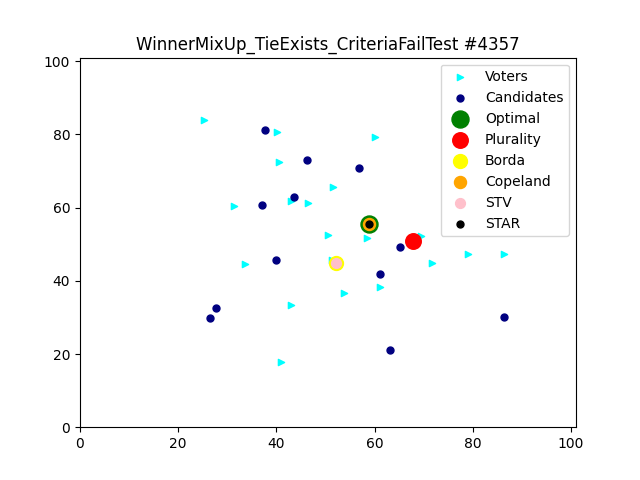 WinnerMixUp_TieExists_CriteriaFailTest #4357
100
80
60
40
20
0
0
20
40
60
80
100
Voters
Candidates
Optimal
Plurality
Borda
Copeland
STV
STAR